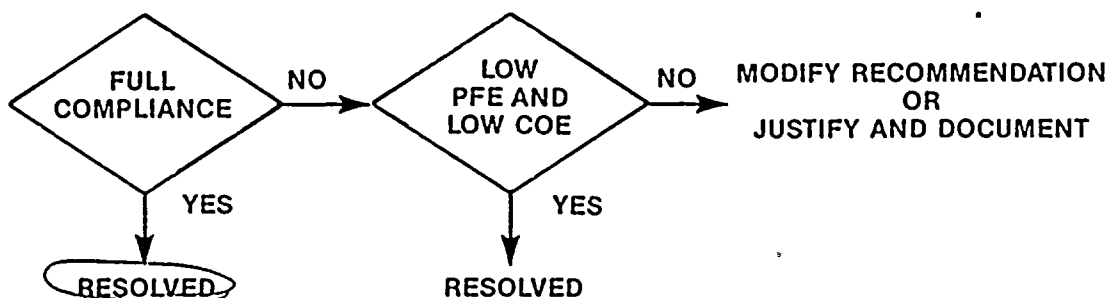 FULL
COMPLIANCE
NO
LOW
PFE AND
LOW COE
NO
MODIFY RECOMMENDATION
OR
JUSTIFY AND DOCUMENT
YES
YES
RESOLVED
RESOLVED